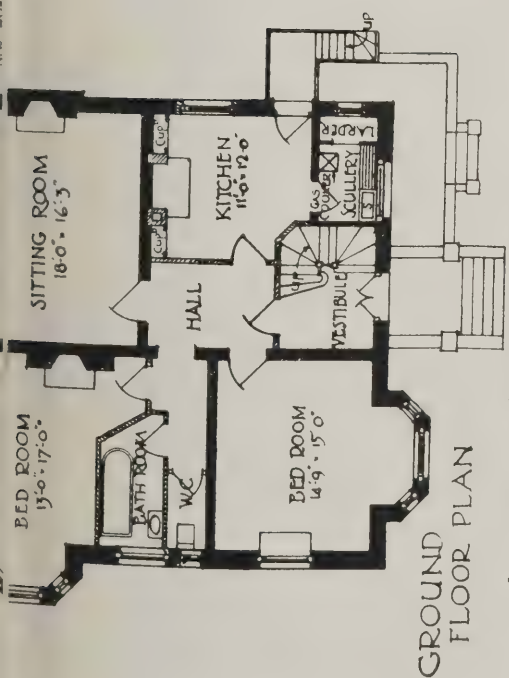 SITTING ROOM
18'-0" × 16'-3"
BED ROOM
13'-0" × 17'-0"
CUP
CUP
KITCHEN
11'-0" × 12-0"
UP
HALL
BATH ROOM
W.C
UP
GAS
COOKER
LARDER
SCULLERY
S
VESTIBULE
BED ROOM
14'-9" × 15'0"
GROUND
FLOOR PLAN